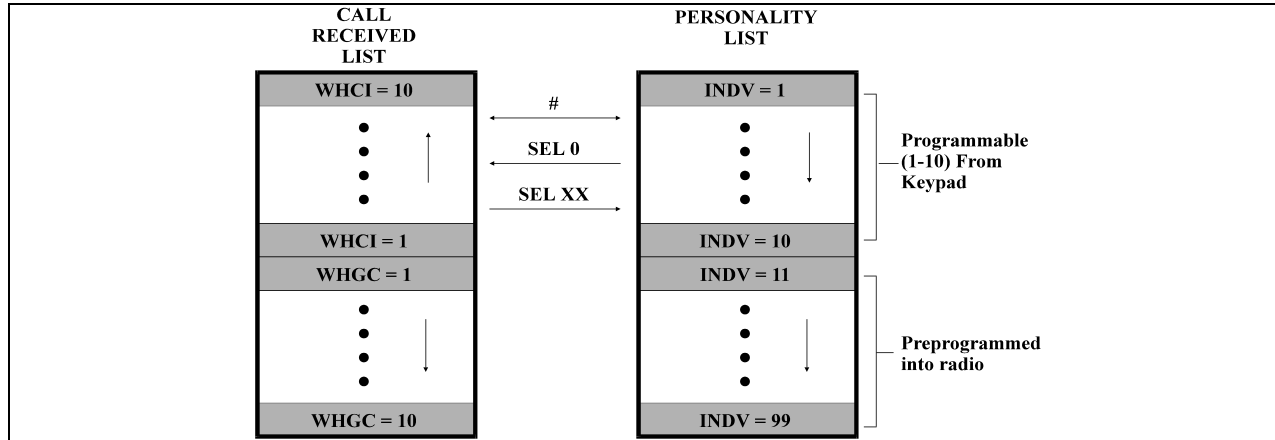 CALL
RECEIVED
LIST
PERSONALITY
LIST
WHCI = 10
INDV = 1
#
SEL 0
SEL XX
Programmable
(1-10) From
Keypad
WHCI = 1
INDV = 10
WHGC = 1
INDV = 11
Preprogrammed
into radio
WHGC = 10
INDV = 99